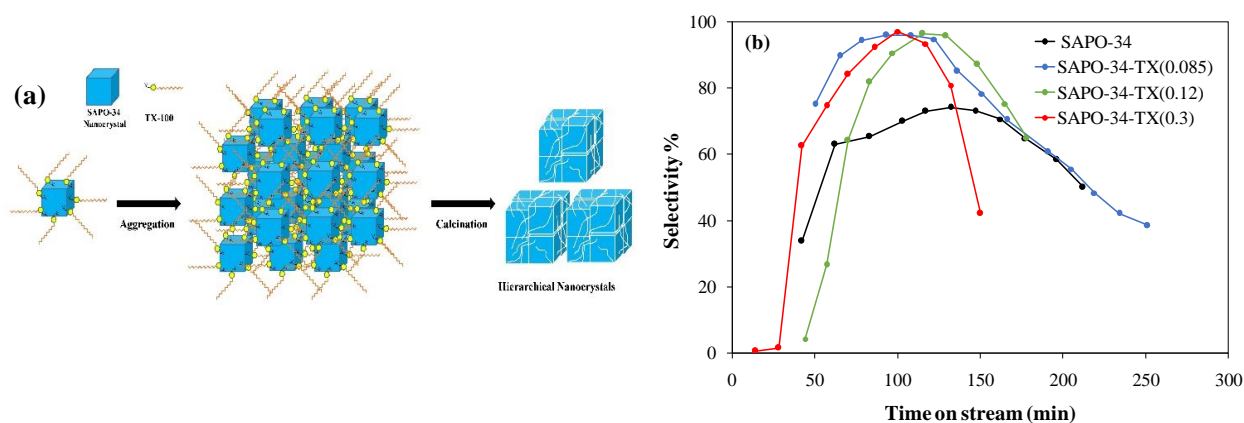 (a)
SAPO-34
Nanocrystal
TX-100
Aggregation
Calcination
Hierarchical Nanocrystals
(b)
SAPO-34
SAPO-34-TX(0.085)
SAPO-34-TX(0.12)
SAPO-34-TX(0.3)
Selectivity %
100
80
60
40
20
0
0 50 100 150 200 250 300
Time on stream (min)